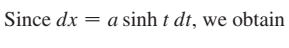 Since dx = a sinh t dt, we obtain